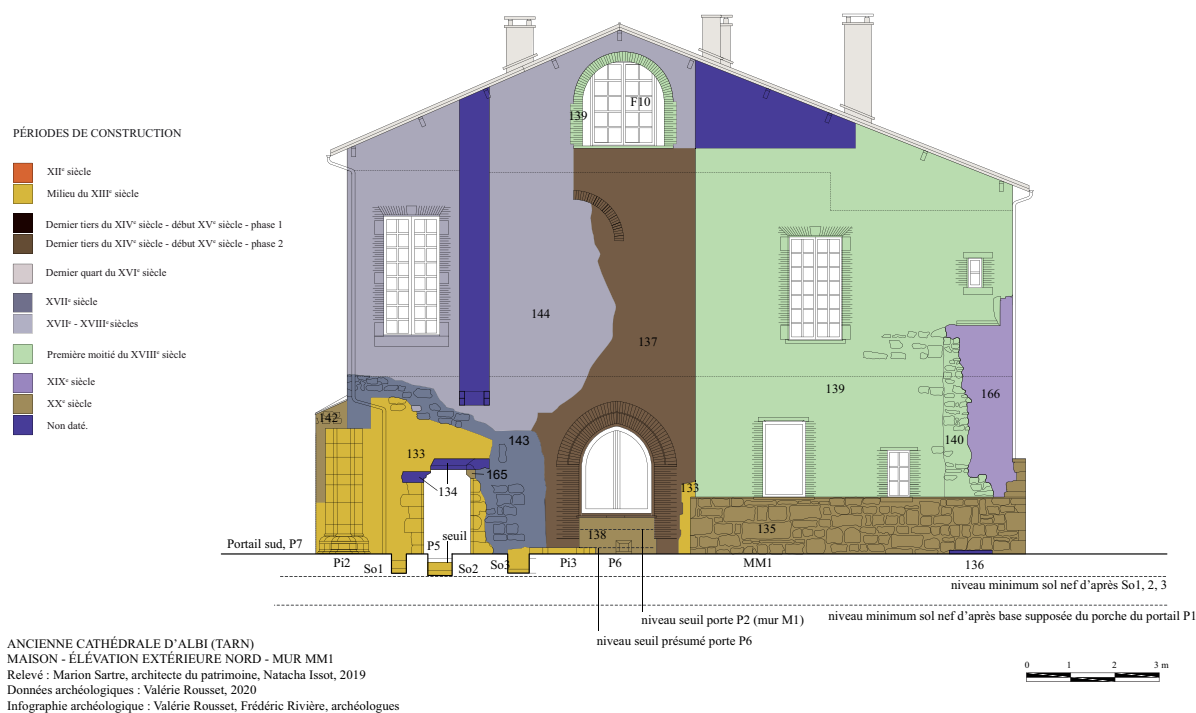 PÉRIODES DE CONSTRUCTION
XIIᵉ siècle
Milieu du XIIIᵉ siècle
Dernier tiers du XIVᵉ siècle - début XVᵉ siècle - phase 1
Dernier tiers du XIVᵉ siècle - début XVᵉ siècle - phase 2
Dernier quart du XVIᵉ siècle
XVIIᵉ siècle
XVIIᵉ - XVIIIᵉ siècles
Première moitié du XVIIIᵉ siècle
XIXᵉ siècle
XXᵉ siècle
Non daté.
F10
139
144
137
139
166
142
143
140
133
165
134
133
135
138
seuil
Portail sud, P7
P5
Pi2
So1
So2
So3
Pi3
P6
MM1
136
niveau minimum sol nef d'après So1, 2, 3
niveau seuil porte P2 (mur M1)
niveau minimum sol nef d'après base supposée du porche du portail P1
niveau seuil présumé porte P6
ANCIENNE CATHÉDRALE D'ALBI (TARN)
MAISON - ÉLÉVATION EXTÉRIEURE NORD - MUR MM1
Relevé : Marion Sartre, architecte du patrimoine, Natacha Issot, 2019
Données archéologiques : Valérie Rousset, 2020
Infographie archéologique : Valérie Rousset, Frédéric Rivière, archéologues
0 1 2 3 m